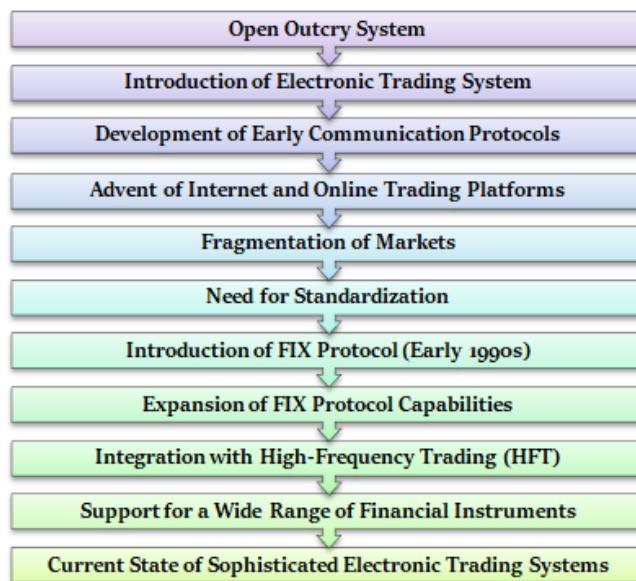 Open Outcry System
Introduction of Electronic Trading System
Development of Early Communication Protocols
Advent of Internet and Online Trading Platforms
Fragmentation of Markets
Need for Standardization
Introduction of FIX Protocol (Early 1990s)
Expansion of FIX Protocol Capabilities
Integration with High-Frequency Trading (HFT)
Support for a Wide Range of Financial Instruments
Current State of Sophisticated Electronic Trading Systems